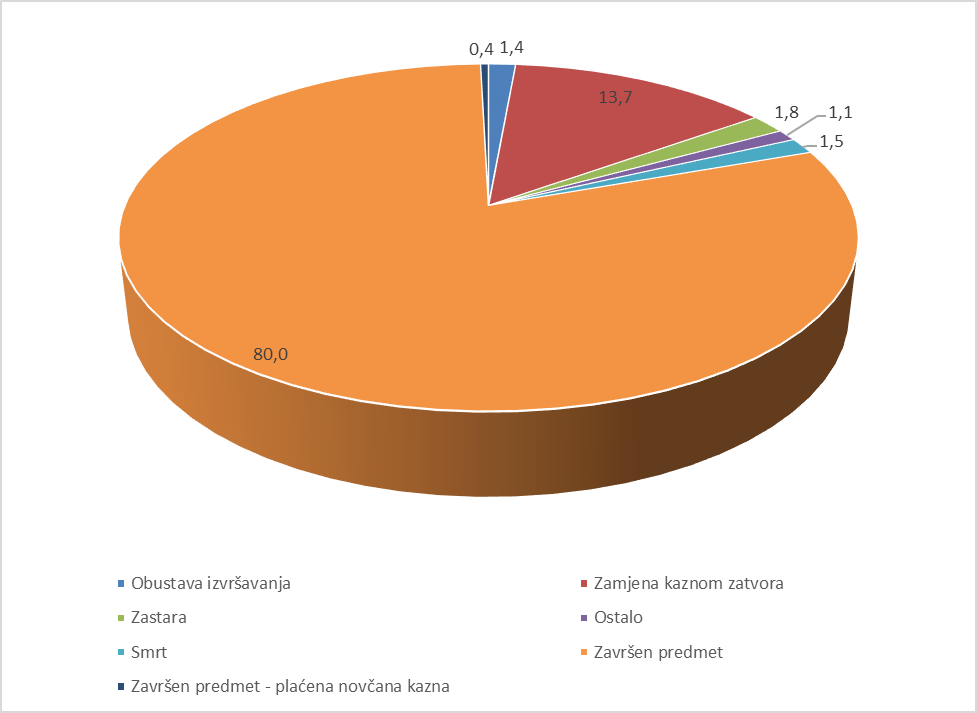 0,4 1,4
13,7
1,8 1,1
1,5
80,0
Obustava izvršavanja Zamjena kaznom zatvora
Zastara Ostalo
Smrt Završen predmet
Završen predmet - plaćena novčana kazna